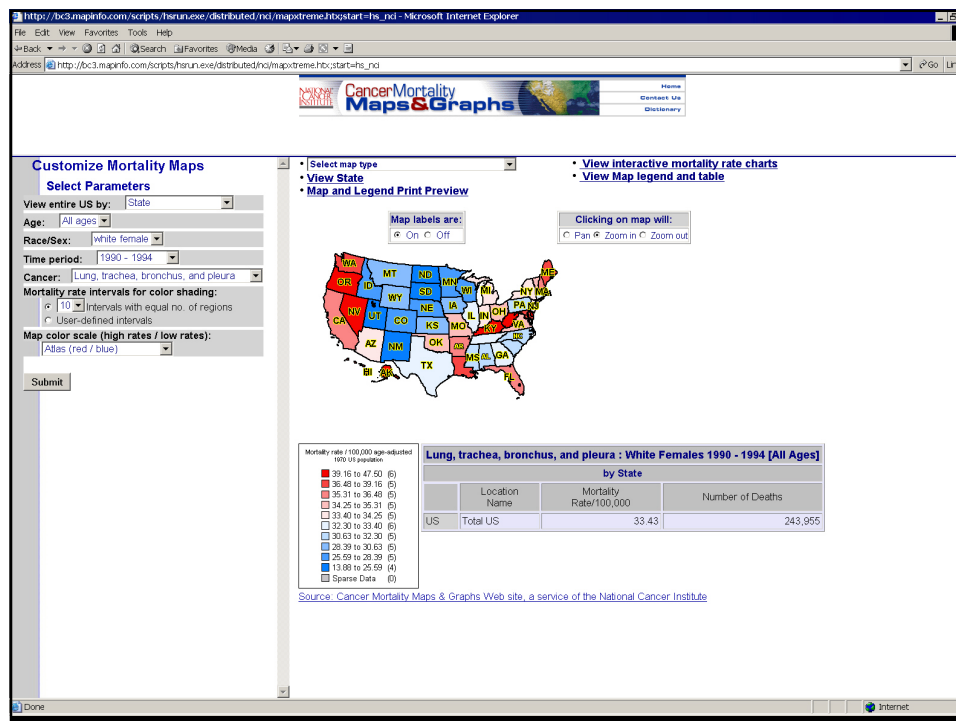 http://bc3.mapinfo.com/scripts/hsrun.exe/distributed/nci/mapxtreme.htx;start=hs_nci - Microsoft Internet Explorer
File Edit View Favorites Tools Help
Back Search Favorites Media
Address http://bc3.mapinfo.com/scripts/hsrun.exe/distributed/nci/mapxtreme.htx;start=hs_nci Go
NATIONAL CANCER INSTITUTE
CancerMortality
Maps&Graphs
Home
Contact Us
Dictionary
Customize Mortality Maps
Select Parameters
View entire US by: State
Age: All ages
Race/Sex: white female
Time period: 1990 - 1994
Cancer: Lung, trachea, bronchus, and pleura
Mortality rate intervals for color shading:
10 Intervals with equal no. of regions
User-defined intervals
Map color scale (high rates / low rates):
Atlas (red / blue)
Submit
• Select map type
• View State
• Map and Legend Print Preview
• View interactive mortality rate charts
• View Map legend and table
Map labels are:
On Off
Clicking on map will:
Pan Zoom in Zoom out
WA MT ND MN ME
OR ID SD WI MI NY MA
WY IA PA NJ
NV UT CO NE IL IN OH
CA KS MO KY VA
AZ NM OK AR
MS AL GA
TX
HI AK FL
Mortality rate / 100,000 age-adjusted
1970 US population
39.16 to 47.50 (6)
36.48 to 39.16 (5)
35.31 to 36.48 (5)
34.25 to 35.31 (5)
33.40 to 34.25 (5)
32.30 to 33.40 (6)
30.63 to 32.30 (5)
28.39 to 30.63 (5)
25.59 to 28.39 (5)
13.88 to 25.59 (4)
Sparse Data (0)
Lung, trachea, bronchus, and pleura : White Females 1990 - 1994 [All Ages]
by State
Location Name Mortality Rate/100,000 Number of Deaths
US Total US 33.43 243,955
Source: Cancer Mortality Maps & Graphs Web site, a service of the National Cancer Institute
Done Internet